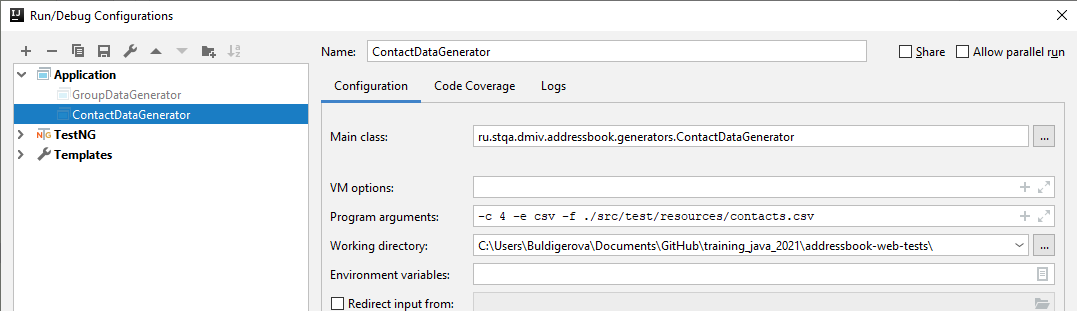 Run/Debug Configurations
Name: ContactDataGenerator
Share
Allow parallel run
Application
GroupDataGenerator
ContactDataGenerator
TestNG
Templates
Configuration Code Coverage Logs
Main class: ru.stqa.dmiv.addressbook.generators.ContactDataGenerator
...
VM options:
Program arguments: -c 4 -e csv -f ./src/test/resources/contacts.csv
Working directory: C:\Users\Buldigerova\Documents\GitHub\training_java_2021\addressbook-web-tests\
...
Environment variables:
Redirect input from: